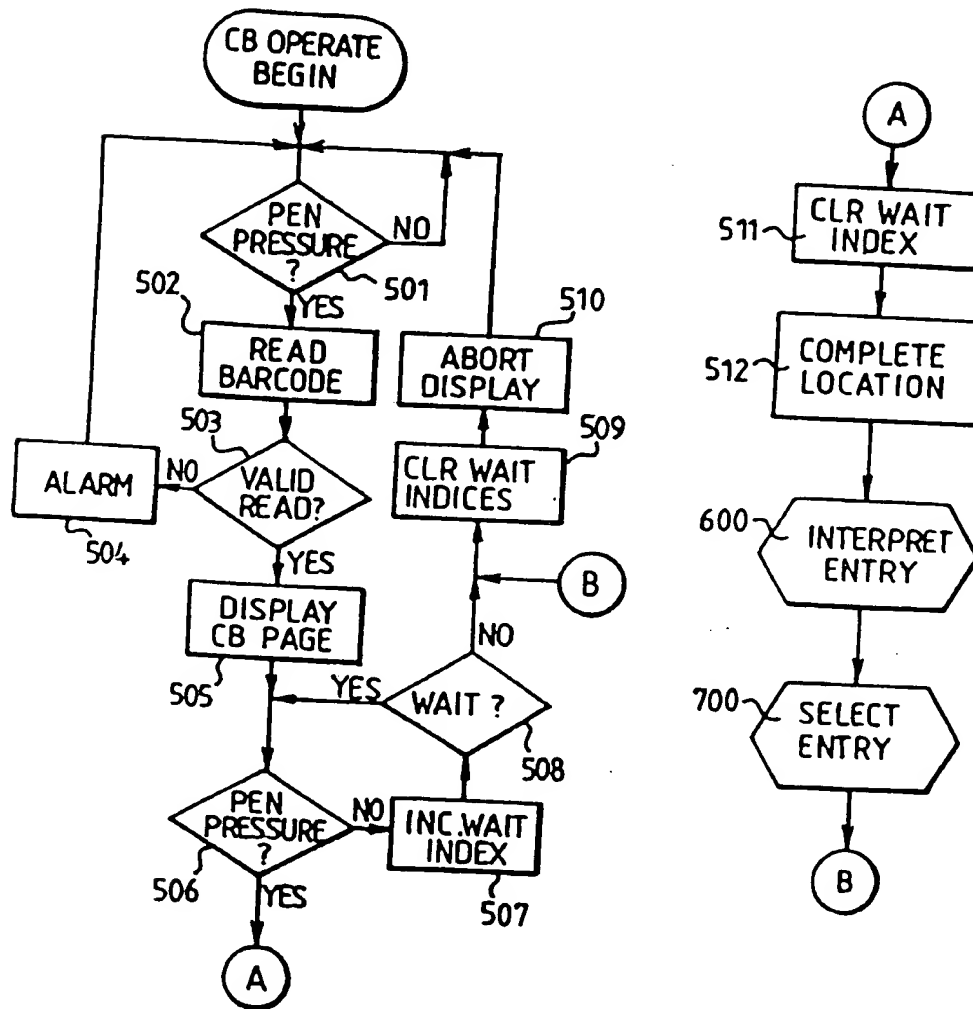 CB OPERATE
BEGIN
PEN
PRESSURE
?
NO
501
YES
502
READ
BARCODE
503
VALID
READ?
NO
ALARM
504
YES
DISPLAY
CB PAGE
505
PEN
PRESSURE
?
506
NO
YES
A
INC.WAIT
INDEX
507
WAIT ?
508
YES
NO
B
CLR WAIT
INDICES
509
ABORT
DISPLAY
510
A
CLR WAIT
INDEX
511
COMPLETE
LOCATION
512
INTERPRET
ENTRY
600
SELECT
ENTRY
700
B